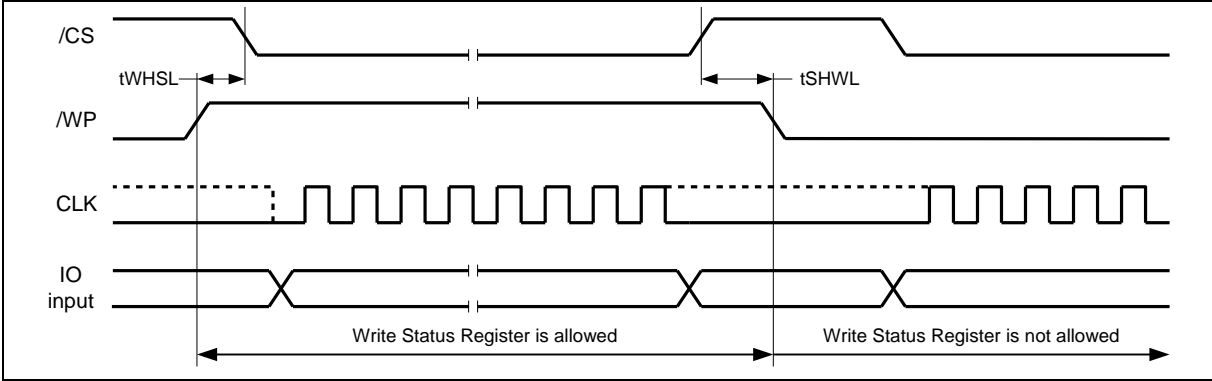 /CS
tWHSL
tSHWL
/WP
CLK
IO
input
Write Status Register is allowed
Write Status Register is not allowed